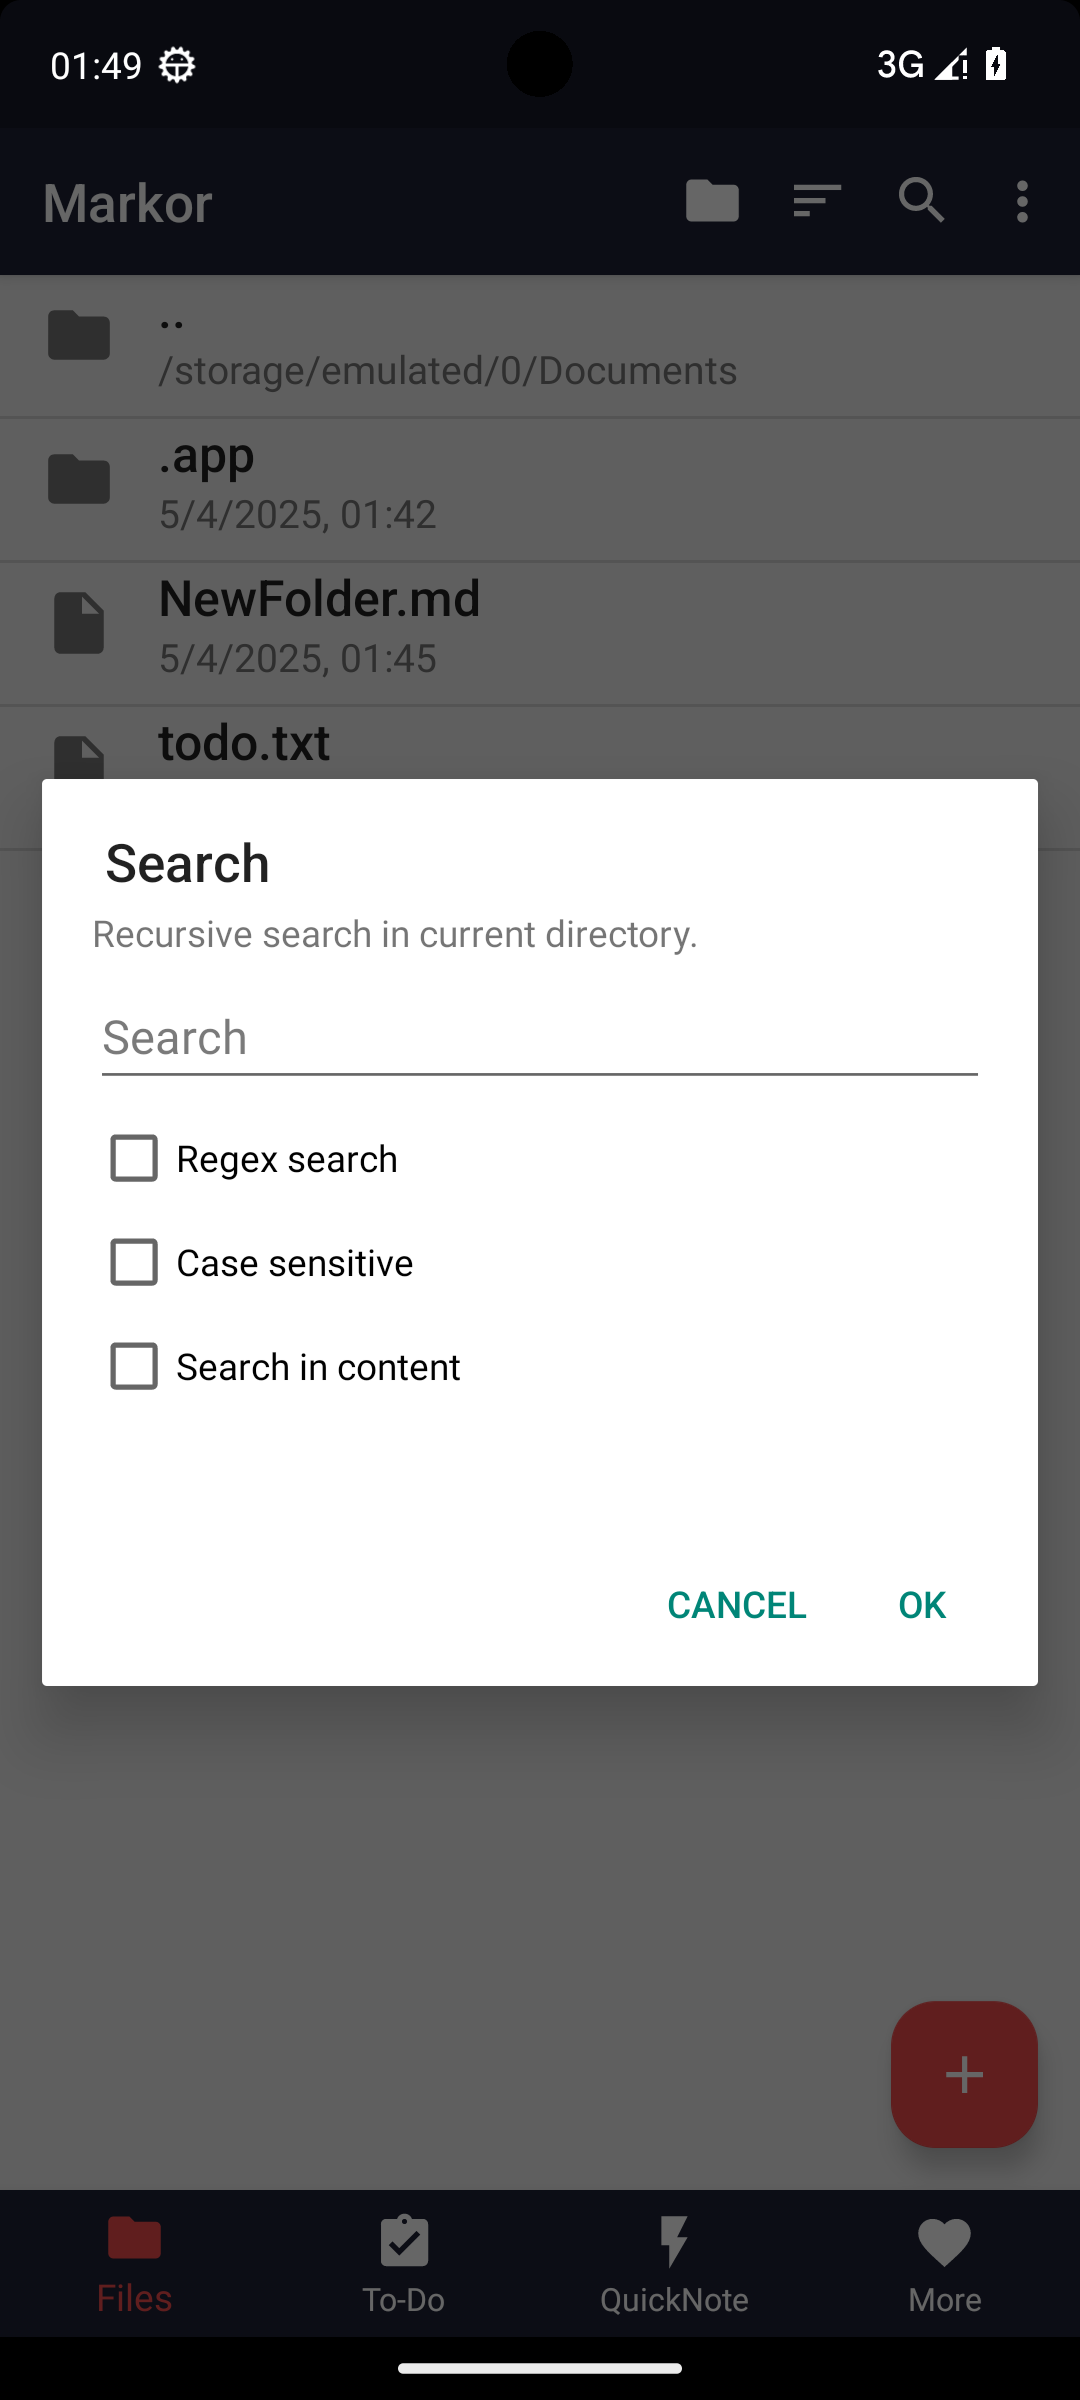 01:49
3G
Markor
..
/storage/emulated/0/Documents
.app
5/4/2025, 01:42
NewFolder.md
5/4/2025, 01:45
todo.txt
Search
Recursive search in current directory.
Search
Regex search
Case sensitive
Search in content
CANCEL OK
Files To-Do QuickNote More